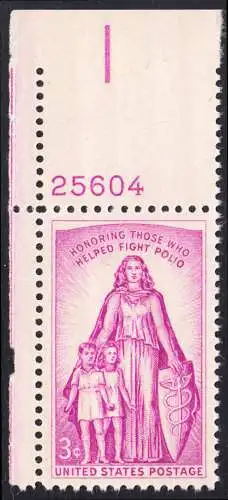 25604
HONORING THOSE WHO
HELPED FIGHT POLIO
3¢
UNITED STATES POSTAGE